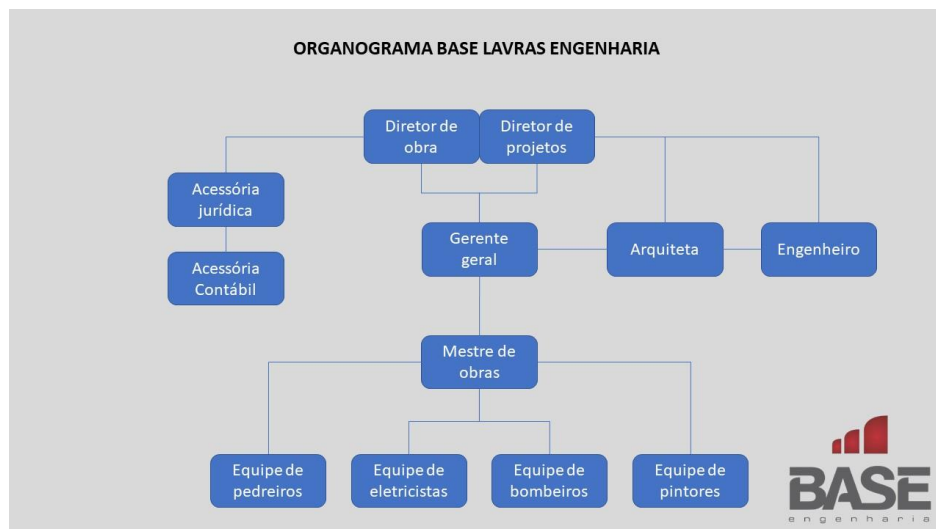 ORGANOGRAMA BASE LAVRAS ENGENHARIA
Diretor de
obra
Diretor de
projetos
Acessória
jurídica
Gerente
geral
Arquiteta
Engenheiro
Acessória
Contábil
Mestre de
obras
Equipe de
pedreiros
Equipe de
eletricistas
Equipe de
bombeiros
Equipe de
pintores
BASE
engenharia